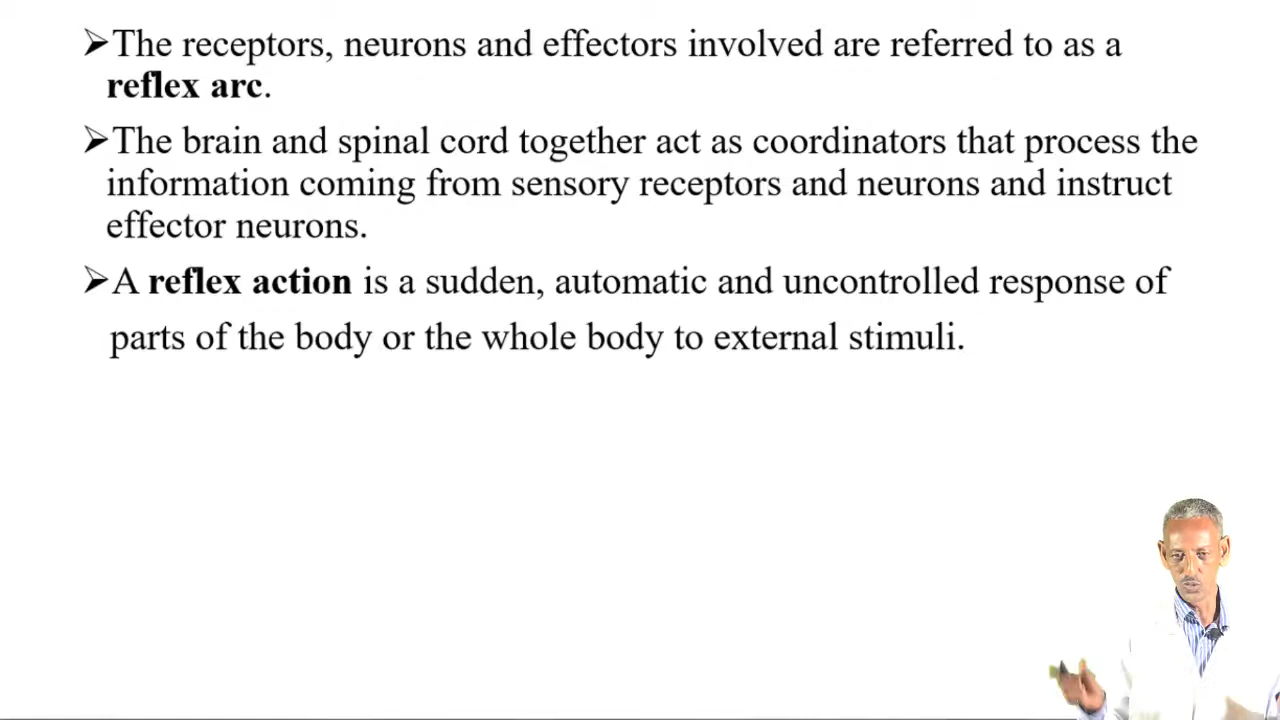 ➢The receptors, neurons and effectors involved are referred to as a
reflex arc.
➢The brain and spinal cord together act as coordinators that process the
information coming from sensory receptors and neurons and instruct
effector neurons.
➢A reflex action is a sudden, automatic and uncontrolled response of
parts of the body or the whole body to external stimuli.